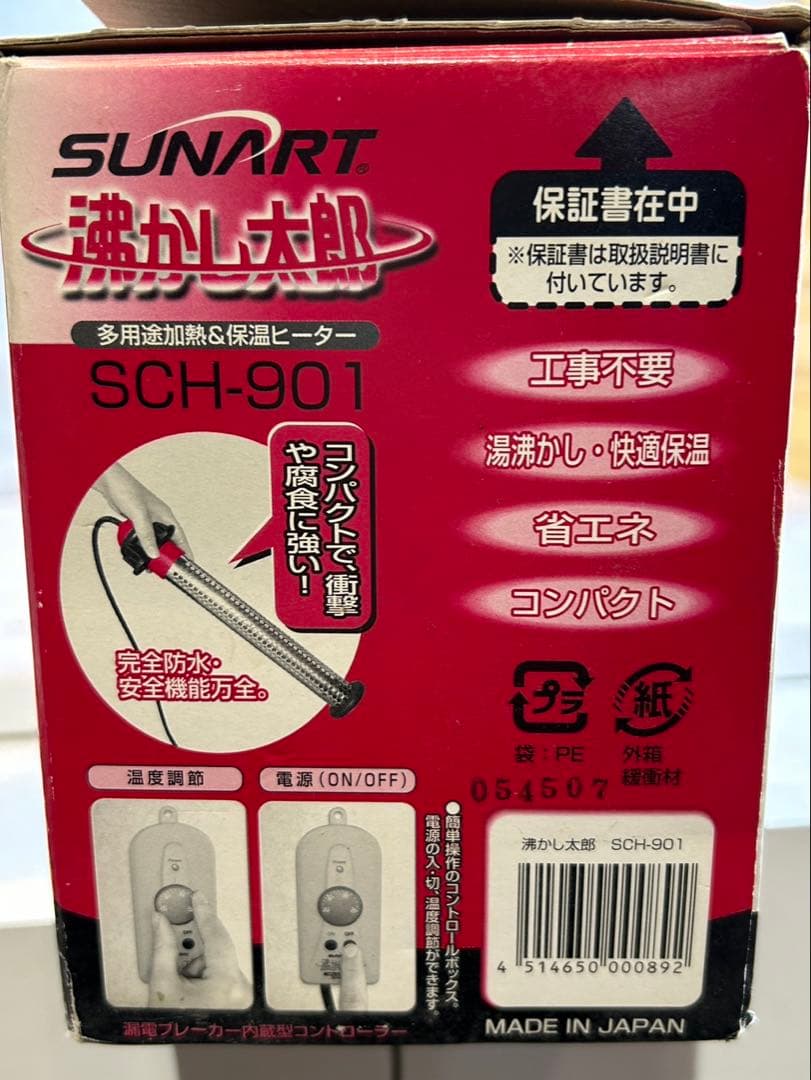 SUNART®
沸かし太郎
多用途加熱&保温ヒーター
SCH-901
保証書在中
※保証書は取扱説明書に
付いています。
工事不要
湯沸かし・快適保温
省エネ
コンパクト
コンパクトで、衝撃
や腐食に強い!
完全防水・
安全機能万全。
プラ
袋:PE
紙
外箱
緩衝材
054507
温度調節
電源(ON/OFF)
●簡単操作のコントロールボックス。
電源の入・切、温度調節ができます。
OFF
ON OFF
漏電ブレーカー内蔵型コントローラー
沸かし太郎 SCH-901
4 514650 000892
MADE IN JAPAN